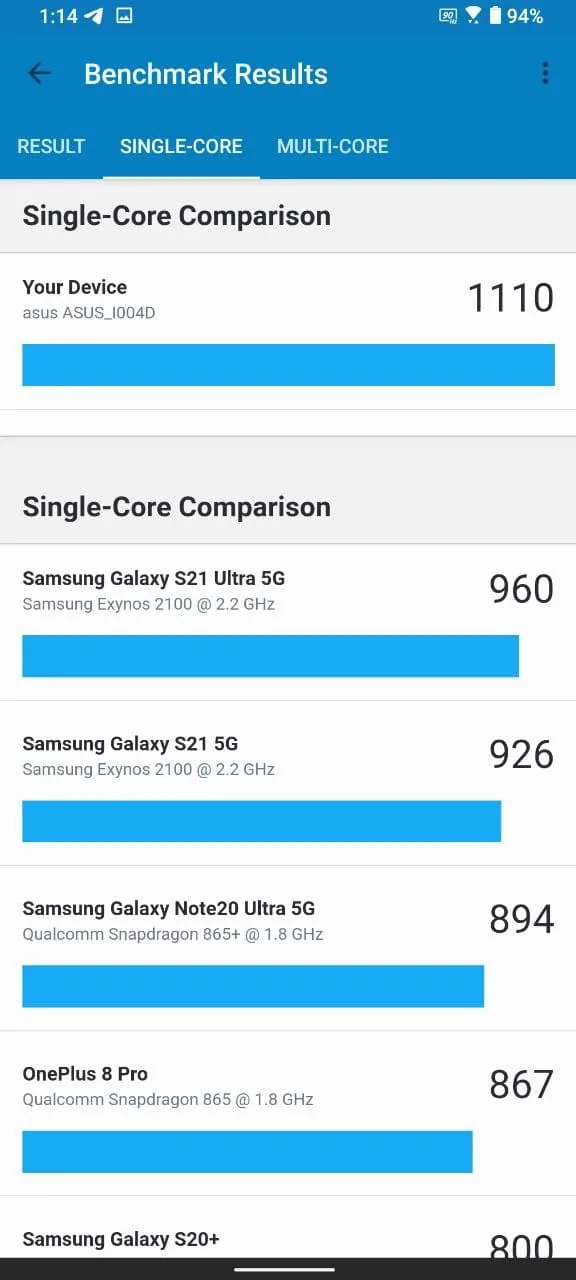 1:14 90Hz 94%
Benchmark Results
RESULT SINGLE-CORE MULTI-CORE
Single-Core Comparison
Your Device 1110
asus ASUS_I004D
Single-Core Comparison
Samsung Galaxy S21 Ultra 5G 960
Samsung Exynos 2100 @ 2.2 GHz
Samsung Galaxy S21 5G 926
Samsung Exynos 2100 @ 2.2 GHz
Samsung Galaxy Note20 Ultra 5G 894
Qualcomm Snapdragon 865+ @ 1.8 GHz
OnePlus 8 Pro 867
Qualcomm Snapdragon 865 @ 1.8 GHz
Samsung Galaxy S20+ 800